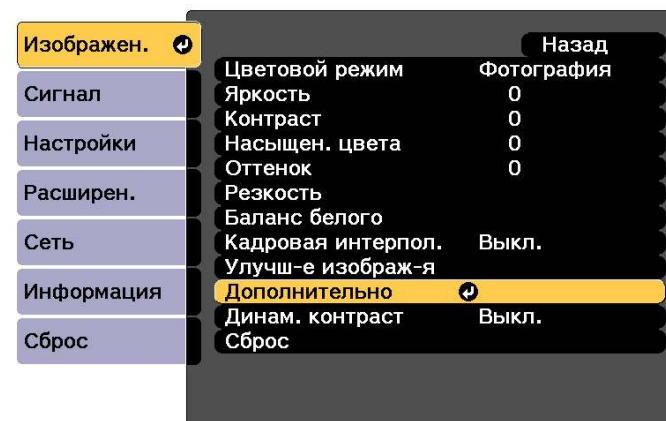 Изображен.
Сигнал
Настройки
Расширен.
Сеть
Информация
Сброс
Назад
Цветовой режим Фотография
Яркость 0
Контраст 0
Насыщен. цвета 0
Оттенок 0
Резкость
Баланс белого
Кадровая интерпол. Выкл.
Улучш-е изображ-я
Дополнительно
Динам. контраст Выкл.
Сброс